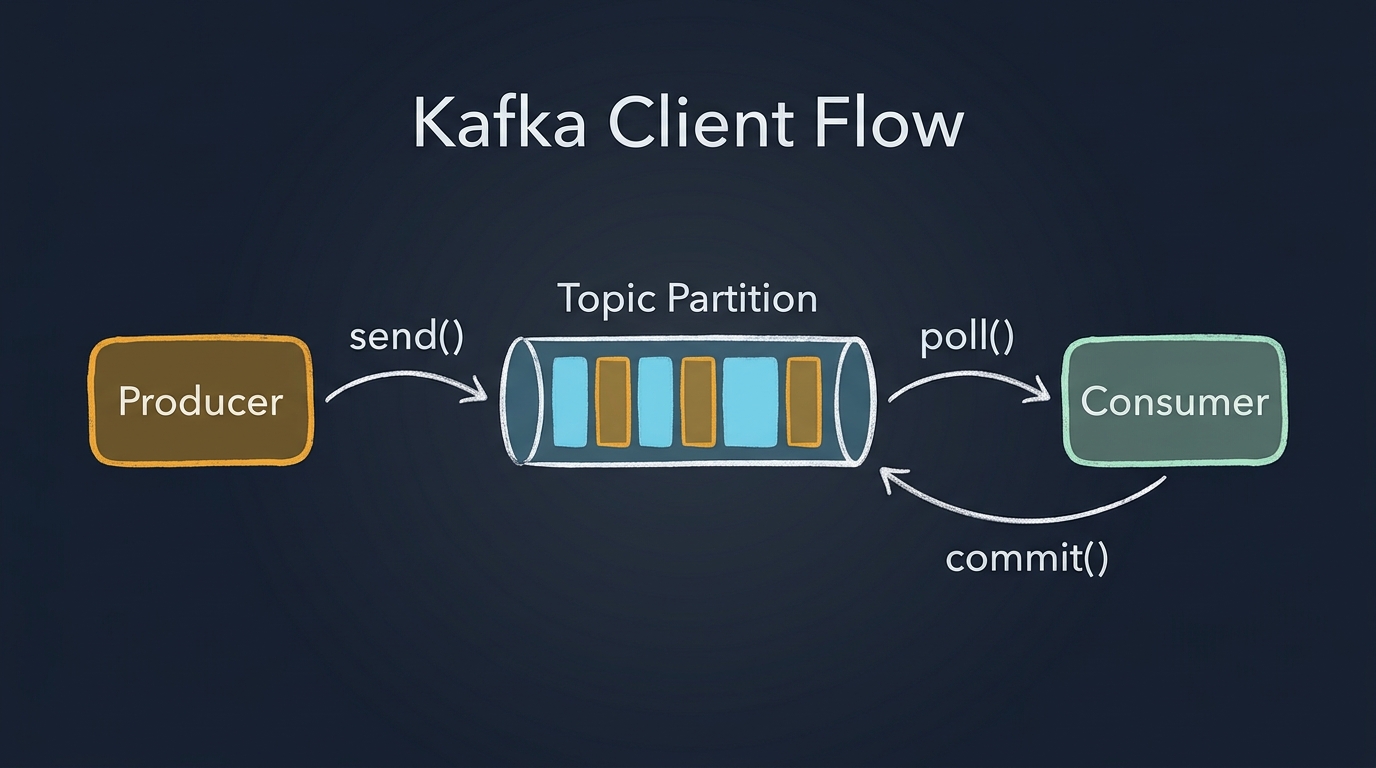 Kafka Client Flow
Topic Partition
send()
poll()
Producer
Consumer
commit()